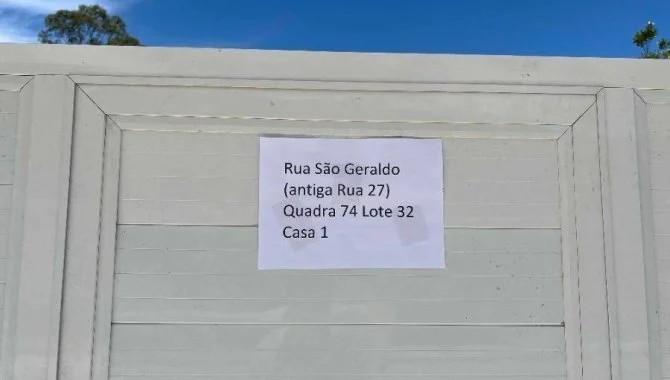 Rua São Geraldo
(antiga Rua 27)
Quadra 74 Lote 32
Casa 1